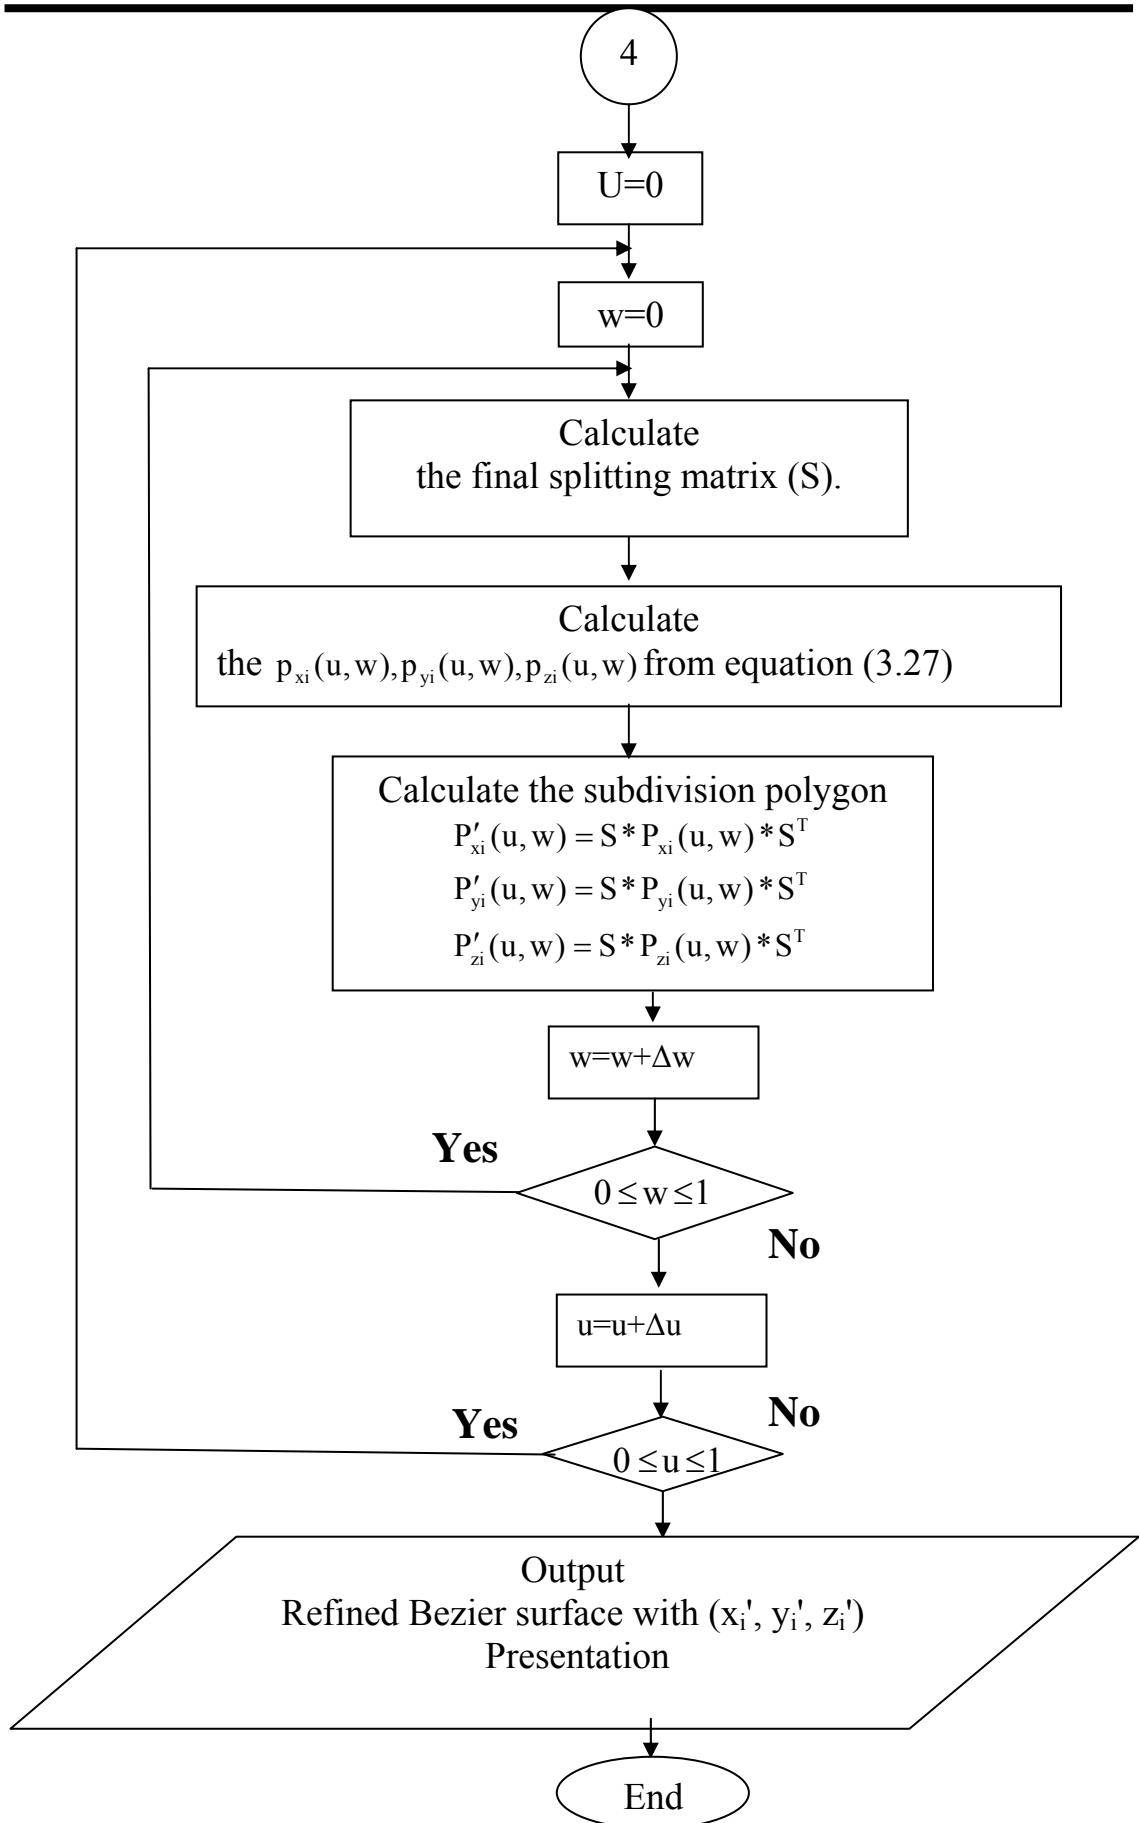 4
U=0
w=0
Calculate
the final splitting matrix (S).
Calculate
the p_xi(u,w),p_yi(u,w),p_zi(u,w) from equation (3.27)
Calculate the subdivision polygon
P′_xi(u,w) = S*P_xi(u,w)*S^T
P′_yi(u,w) = S*P_yi(u,w)*S^T
P′_zi(u,w) = S*P_zi(u,w)*S^T
w=w+Δw
Yes
0≤w≤1
No
u=u+Δu
Yes
No
0≤u≤1
Output
Refined Bezier surface with (x_i', y_i', z_i')
Presentation
End